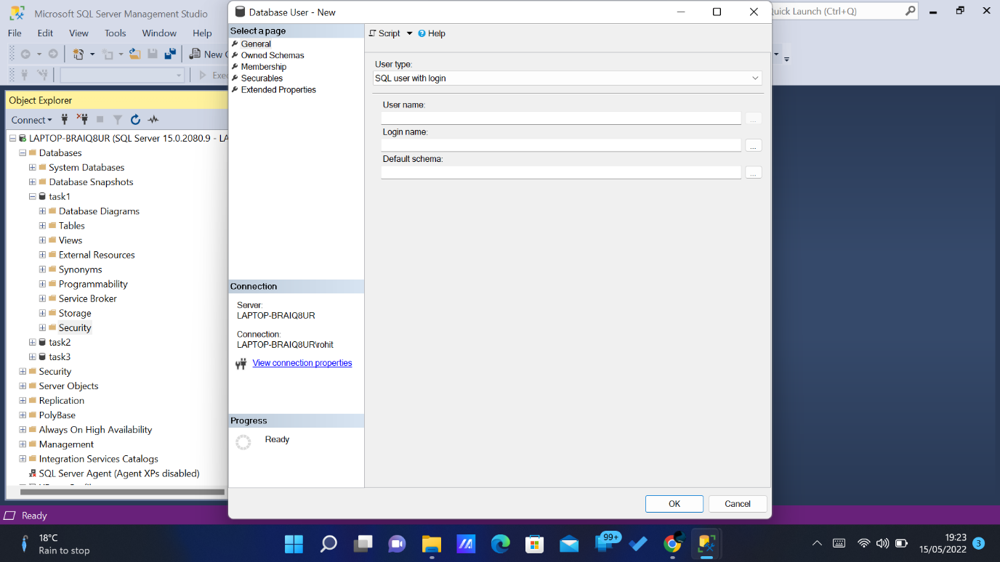 Microsoft SQL Server Management Studio
Quick Launch (Ctrl+Q)
File Edit View Tools Window Help
New
Exec
Object Explorer
Connect
LAPTOP-BRAIQ8UR (SQL Server 15.0.2080.9 - LA
Databases
System Databases
Database Snapshots
task1
Database Diagrams
Tables
Views
External Resources
Synonyms
Programmability
Service Broker
Storage
Security
task2
task3
Security
Server Objects
Replication
PolyBase
Always On High Availability
Management
Integration Services Catalogs
SQL Server Agent (Agent XPs disabled)
Database User - New
Select a page
General
Owned Schemas
Membership
Securables
Extended Properties
Connection
Server:
LAPTOP-BRAIQ8UR
Connection:
LAPTOP-BRAIQ8UR\rohit
View connection properties
Progress
Ready
Script Help
User type:
SQL user with login
User name:
...
Login name:
...
Default schema:
...
OK Cancel
Ready
18°C
Rain to stop
99+
19:23
15/05/2022
3